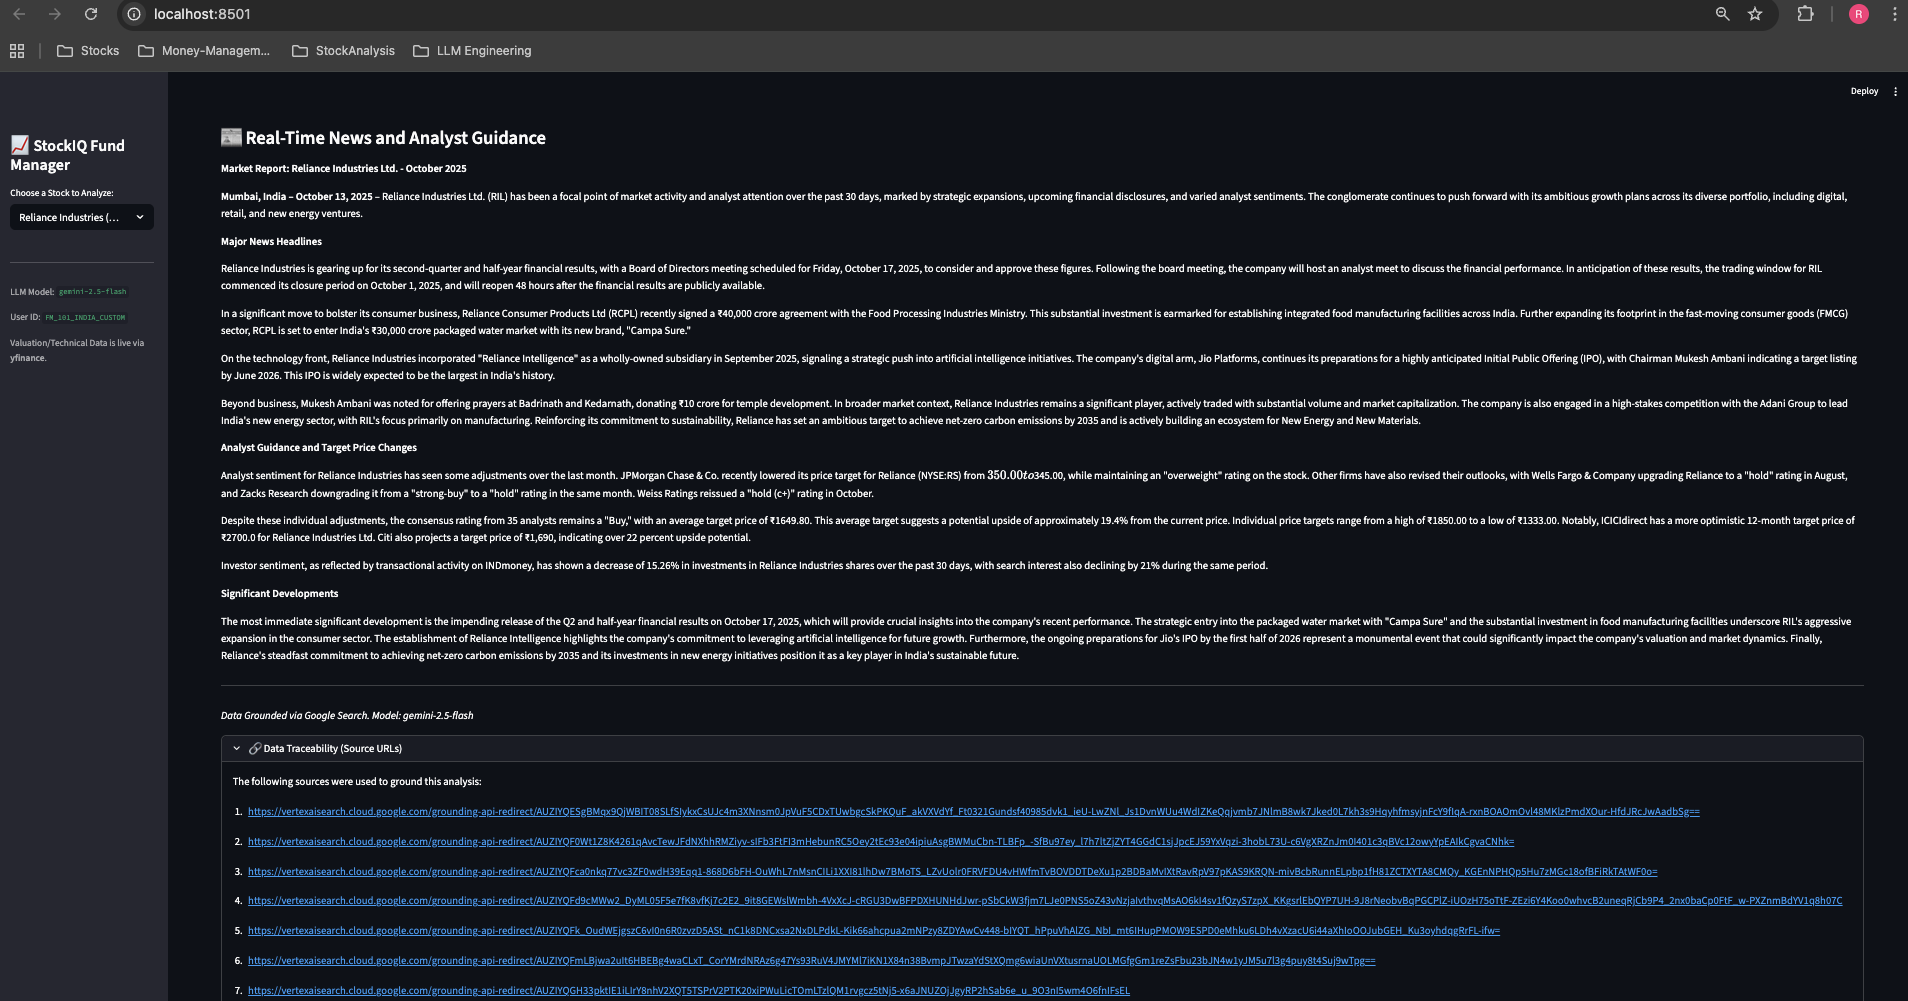 localhost:8501
R
Stocks
Money-Managem...
StockAnalysis
LLM Engineering
Deploy
StockIQ Fund
Manager
Choose a Stock to Analyze:
Reliance Industries (...
LLM Model: gemini-2.5-flash
User ID: FM_101_INDIA_CUSTOM
Valuation/Technical Data is live via
yfinance.
Real-Time News and Analyst Guidance
Market Report: Reliance Industries Ltd. - October 2025
Mumbai, India – October 13, 2025 – Reliance Industries Ltd. (RIL) has been a focal point of market activity and analyst attention over the past 30 days, marked by strategic expansions, upcoming financial disclosures, and varied analyst sentiments. The conglomerate continues to push forward with its ambitious growth plans across its diverse portfolio, including digital,
retail, and new energy ventures.
Major News Headlines
Reliance Industries is gearing up for its second-quarter and half-year financial results, with a Board of Directors meeting scheduled for Friday, October 17, 2025, to consider and approve these figures. Following the board meeting, the company will host an analyst meet to discuss the financial performance. In anticipation of these results, the trading window for RIL
commenced its closure period on October 1, 2025, and will reopen 48 hours after the financial results are publicly available.
In a significant move to bolster its consumer business, Reliance Consumer Products Ltd (RCPL) recently signed a ₹40,000 crore agreement with the Food Processing Industries Ministry. This substantial investment is earmarked for establishing integrated food manufacturing facilities across India. Further expanding its footprint in the fast-moving consumer goods (FMCG)
sector, RCPL is set to enter India's ₹30,000 crore packaged water market with its new brand, "Campa Sure."
On the technology front, Reliance Industries incorporated "Reliance Intelligence" as a wholly-owned subsidiary in September 2025, signaling a strategic push into artificial intelligence initiatives. The company's digital arm, Jio Platforms, continues its preparations for a highly anticipated Initial Public Offering (IPO), with Chairman Mukesh Ambani indicating a target listing
by June 2026. This IPO is widely expected to be the largest in India's history.
Beyond business, Mukesh Ambani was noted for offering prayers at Badrinath and Kedarnath, donating ₹10 crore for temple development. In broader market context, Reliance Industries remains a significant player, actively traded with substantial volume and market capitalization. The company is also engaged in a high-stakes competition with the Adani Group to lead
India's new energy sector, with RIL's focus primarily on manufacturing. Reinforcing its commitment to sustainability, Reliance has set an ambitious target to achieve net-zero carbon emissions by 2035 and is actively building an ecosystem for New Energy and New Materials.
Analyst Guidance and Target Price Changes
Analyst sentiment for Reliance Industries has seen some adjustments over the last month. JPMorgan Chase & Co. recently lowered its price target for Reliance (NYSE:RS) from 350.00to345.00, while maintaining an "overweight" rating on the stock. Other firms have also revised their outlooks, with Wells Fargo & Company upgrading Reliance to a "hold" rating in August,
and Zacks Research downgrading it from a "strong-buy" to a "hold" rating in the same month. Weiss Ratings reissued a "hold (c+)" rating in October.
Despite these individual adjustments, the consensus rating from 35 analysts remains a "Buy," with an average target price of ₹1649.80. This average target suggests a potential upside of approximately 19.4% from the current price. Individual price targets range from a high of ₹1850.00 to a low of ₹1333.00. Notably, ICICIdirect has a more optimistic 12-month target price of
₹2700.0 for Reliance Industries Ltd. Citi also projects a target price of ₹1,690, indicating over 22 percent upside potential.
Investor sentiment, as reflected by transactional activity on INDmoney, has shown a decrease of 15.26% in investments in Reliance Industries shares over the past 30 days, with search interest also declining by 21% during the same period.
Significant Developments
The most immediate significant development is the impending release of the Q2 and half-year financial results on October 17, 2025, which will provide crucial insights into the company's recent performance. The strategic entry into the packaged water market with "Campa Sure" and the substantial investment in food manufacturing facilities underscore RIL's aggressive
expansion in the consumer sector. The establishment of Reliance Intelligence highlights the company's commitment to leveraging artificial intelligence for future growth. Furthermore, the ongoing preparations for Jio's IPO by the first half of 2026 represent a monumental event that could significantly impact the company's valuation and market dynamics. Finally,
Reliance's steadfast commitment to achieving net-zero carbon emissions by 2035 and its investments in new energy initiatives position it as a key player in India's sustainable future.
Data Grounded via Google Search. Model: gemini-2.5-flash
Data Traceability (Source URLs)
The following sources were used to ground this analysis:
1. https://vertexaisearch.cloud.google.com/grounding-api-redirect/
2. https://vertexaisearch.cloud.google.com/grounding-api-redirect/
3. https://vertexaisearch.cloud.google.com/grounding-api-redirect/
4. https://vertexaisearch.cloud.google.com/grounding-api-redirect/
5. https://vertexaisearch.cloud.google.com/grounding-api-redirect/
6. https://vertexaisearch.cloud.google.com/grounding-api-redirect/
7. https://vertexaisearch.cloud.google.com/grounding-api-redirect/